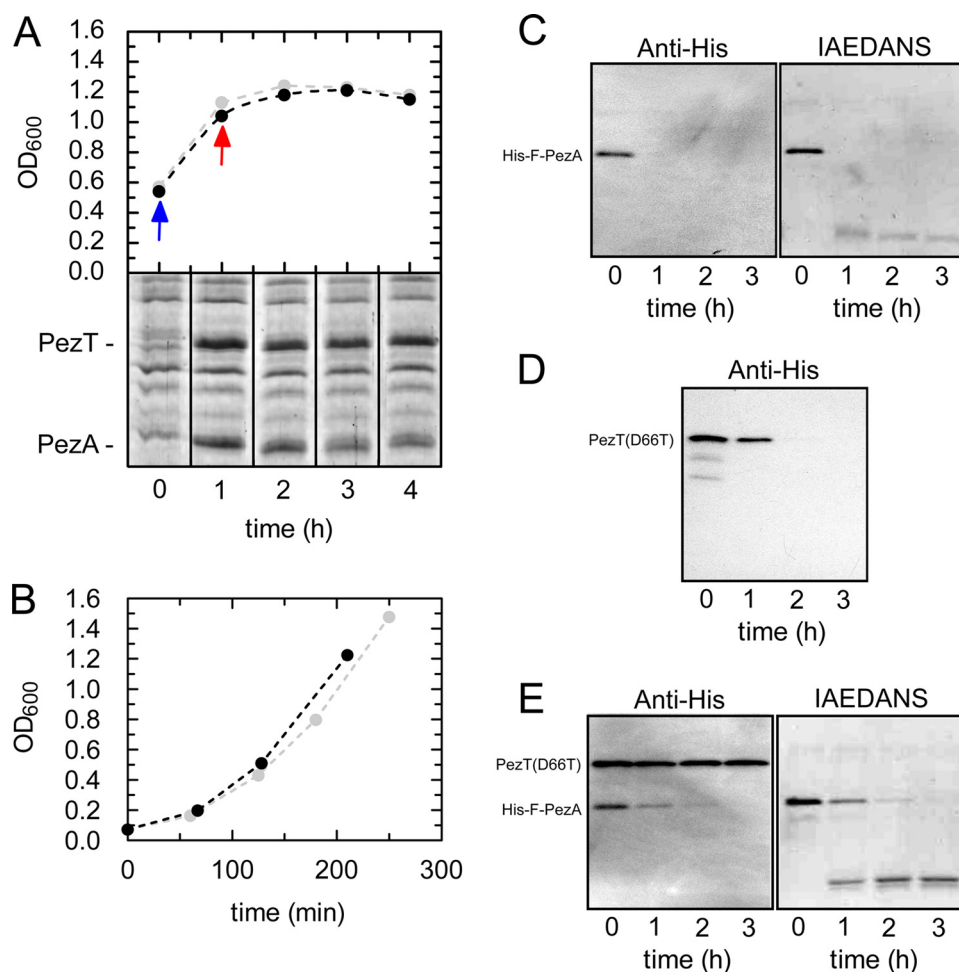 A
1.6
1.4
1.2
1.0
0.8
0.6
0.4
0.2
0.0
OD600
PezT -
PezA -
0 1 2 3 4
time (h)
B
1.6
1.4
1.2
1.0
0.8
0.6
0.4
0.2
0.0
OD600
0 100 200 300
time (min)
C
Anti-His IAEDANS
His-F-PezA
0 1 2 3 0 1 2 3
time (h) time (h)
D
Anti-His
PezT(D66T)
0 1 2 3
time (h)
E
Anti-His IAEDANS
PezT(D66T)
His-F-PezA
0 1 2 3 0 1 2 3
time (h) time (h)